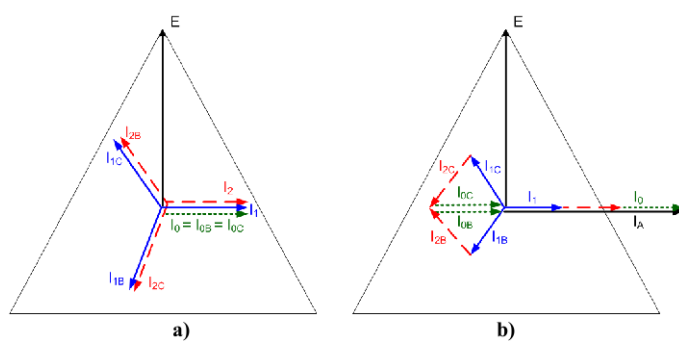 E
I2B
I1C
I2
I1
I0 = I0B = I0C
I1B
I2C
a)
E
I2C
I1C
I0C
I1
I0
I0B
IA
I2B
I1B
b)